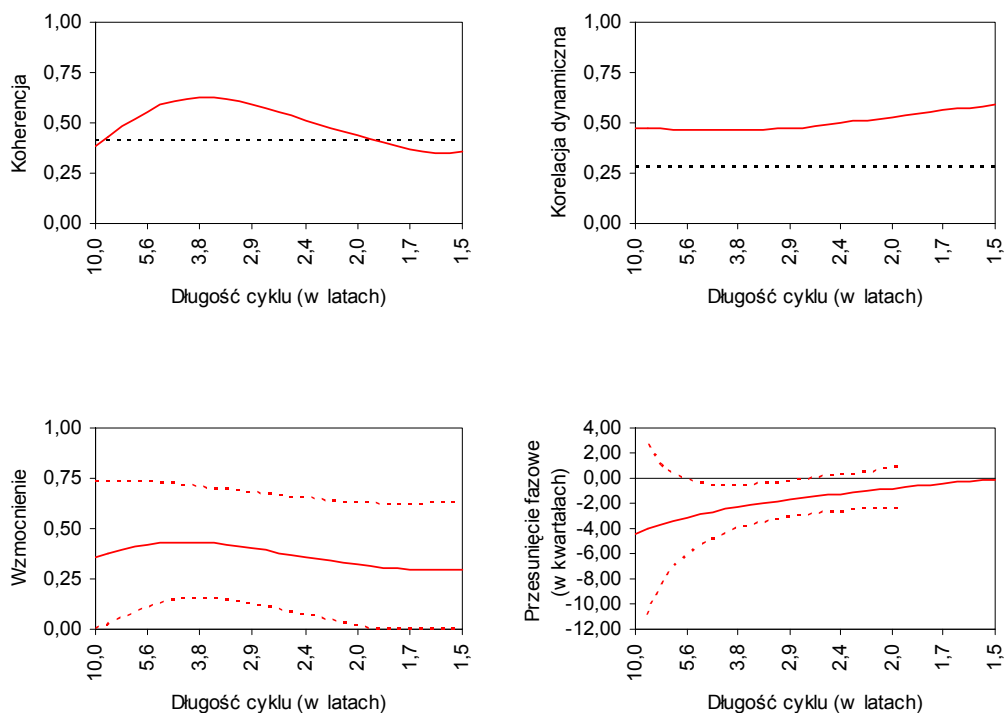 1,00
0,75
0,50
0,25
0,00
Koherencja
10,0 5,6 3,8 2,9 2,4 2,0 1,7 1,5
Długość cyklu (w latach)
1,00
0,75
0,50
0,25
0,00
Korelacja dynamiczna
10,0 5,6 3,8 2,9 2,4 2,0 1,7 1,5
Długość cyklu (w latach)
1,00
0,75
0,50
0,25
0,00
Wzmocnienie
10,0 5,6 3,8 2,9 2,4 2,0 1,7 1,5
Długość cyklu (w latach)
4,00
2,00
0,00
-2,00
-4,00
-6,00
-8,00
-10,00
-12,00
Przesunięcie fazowe
(w kwartałach)
10,0 5,6 3,8 2,9 2,4 2,0 1,7 1,5
Długość cyklu (w latach)